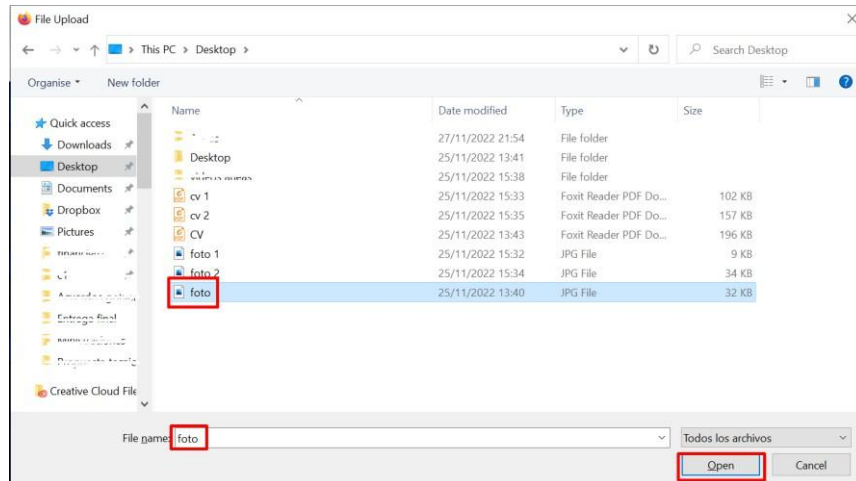 File Upload
This PC > Desktop >
Search Desktop
Organise New folder
Name Date modified Type Size
Quick access
Downloads
Desktop
Documents
Dropbox
Pictures
Entrega final
Creative Cloud File
27/11/2022 21:54 File folder
Desktop 25/11/2022 13:41 File folder
25/11/2022 15:38 File folder
cv 1 25/11/2022 15:33 Foxit Reader PDF Do... 102 KB
cv 2 25/11/2022 15:35 Foxit Reader PDF Do... 157 KB
CV 25/11/2022 13:43 Foxit Reader PDF Do... 196 KB
foto 1 25/11/2022 15:32 JPG File 9 KB
foto 2 25/11/2022 15:34 JPG File 34 KB
foto 25/11/2022 13:40 JPG File 32 KB
File name: foto Todos los archivos
Open Cancel